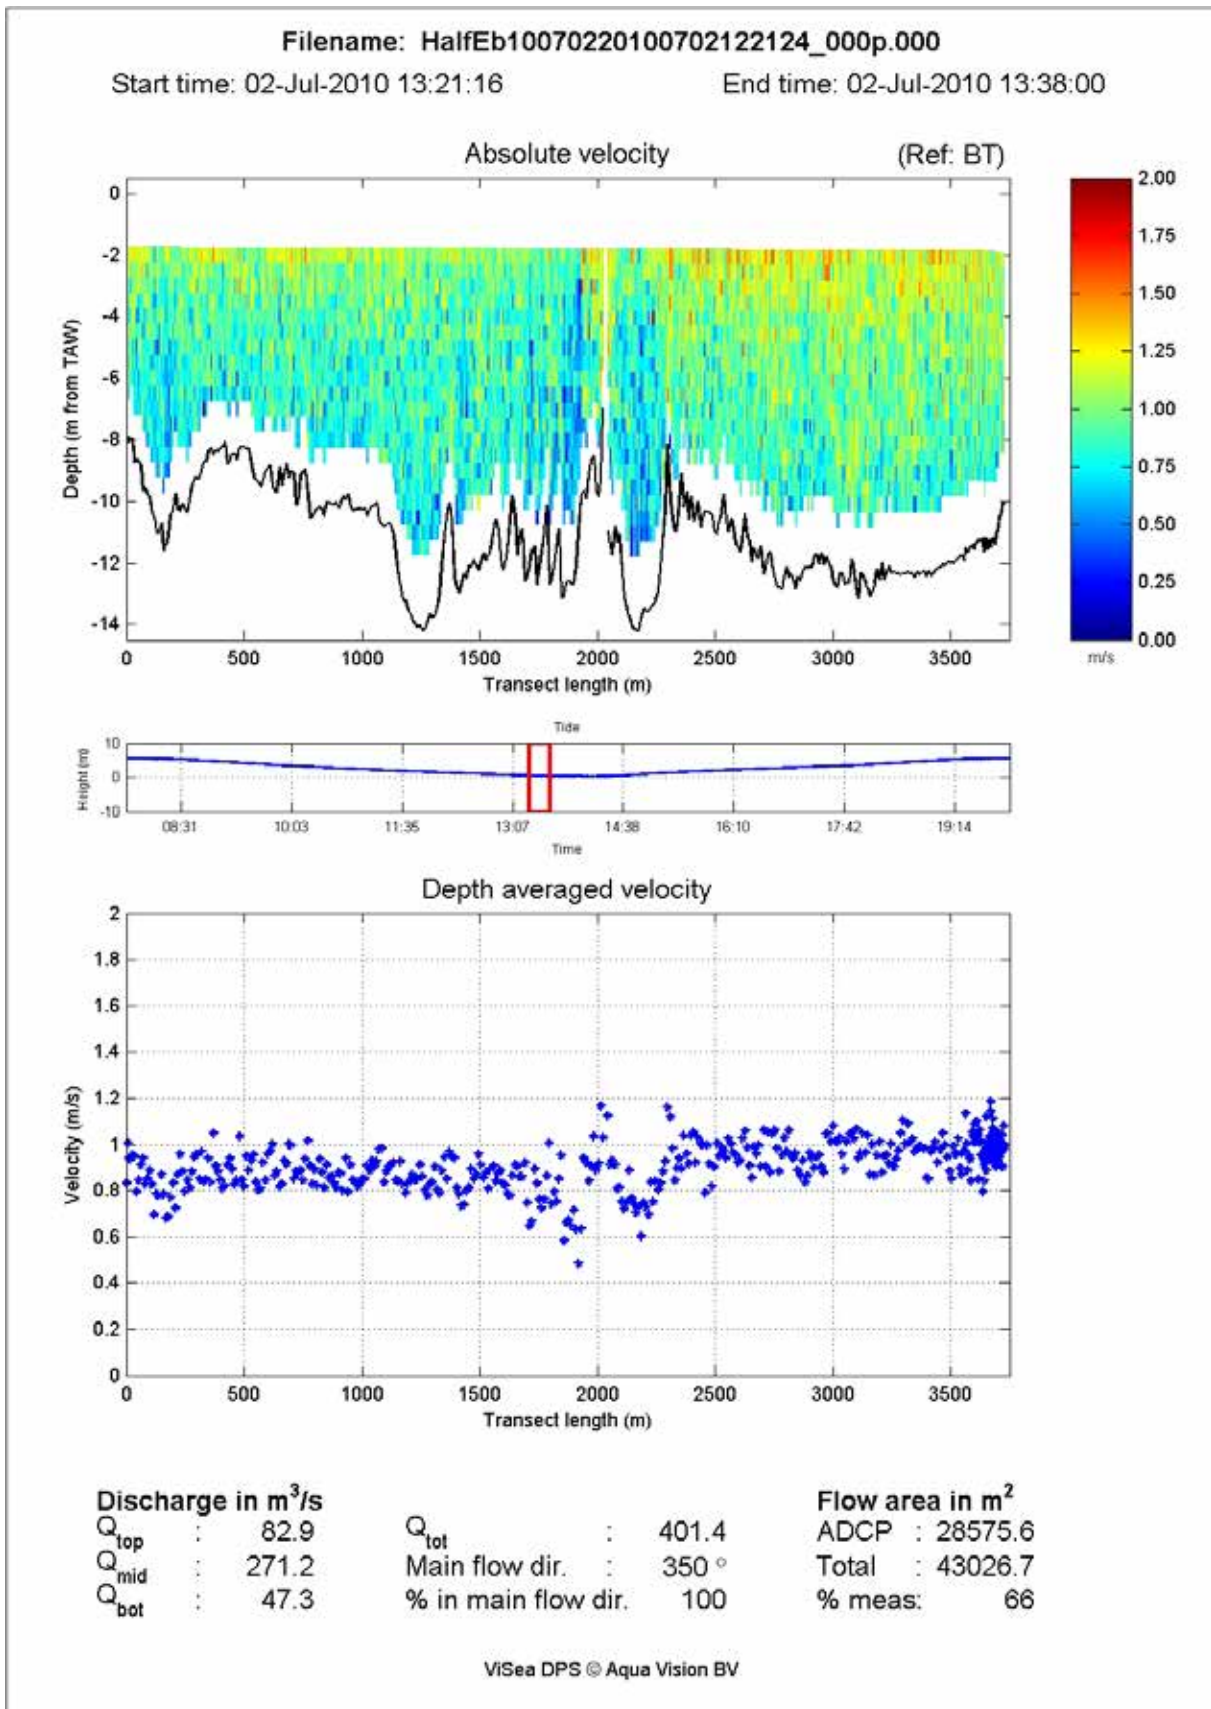 Filename: HalfEb10070220100702122124_000p.000
Start time: 02-Jul-2010 13:21:16 End time: 02-Jul-2010 13:38:00
Absolute velocity (Ref: BT)
0
-2
-4
-6
-8
-10
-12
-14
Depth (m from TAW)
0 500 1000 1500 2000 2500 3000 3500
Transect length (m)
2.00
1.75
1.50
1.25
1.00
0.75
0.50
0.25
0.00
m/s
Tide
10
0
-10
Height (m)
08:31 10:03 11:35 13:07 14:38 16:10 17:42 19:14
Time
Depth averaged velocity
2
1.8
1.6
1.4
1.2
1
0.8
0.6
0.4
0.2
0
Velocity (m/s)
0 500 1000 1500 2000 2500 3000 3500
Transect length (m)
Discharge in m³/s Flow area in m²
Qtop : 82.9 Qtot : 401.4 ADCP : 28575.6
Qmid : 271.2 Main flow dir. : 350 ° Total : 43026.7
Qbot : 47.3 % in main flow dir. 100 % meas: 66
ViSea DPS © Aqua Vision BV